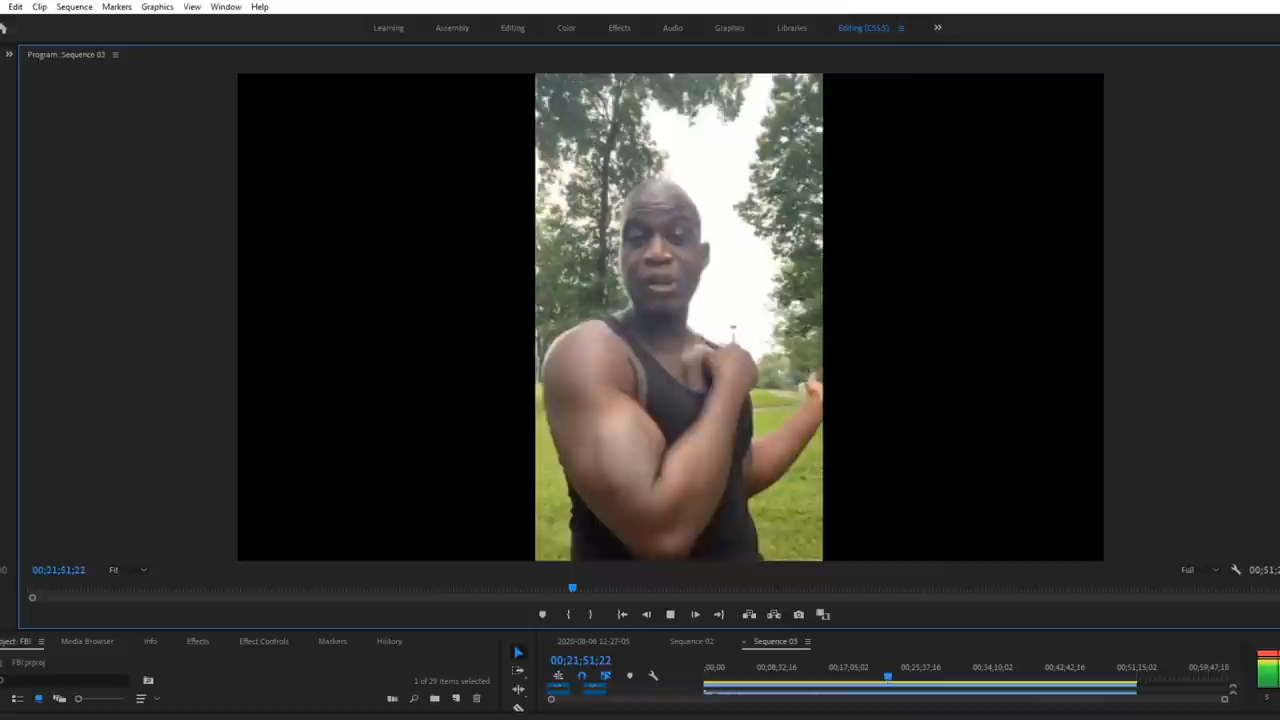 Edit Clip Sequence Markers Graphics View Window Help
Learning Assembly Editing Color Effects Audio Graphics Libraries Editing (CS5.5)
Program: Sequence 03
00;21;51;22 Fit Full
Media Browser Info Effects Effect Controls Markers History
2020-08-06 12-27-05 Sequence 02 × Sequence 03
FBI.prproj
00;21;51;22
;00;00 00;08;32;16 00;17;05;02 00;25;37;16 00;34;10;02 00;42;42;16 00;51;15;02 00;59;47;18
1 of 29 items selected